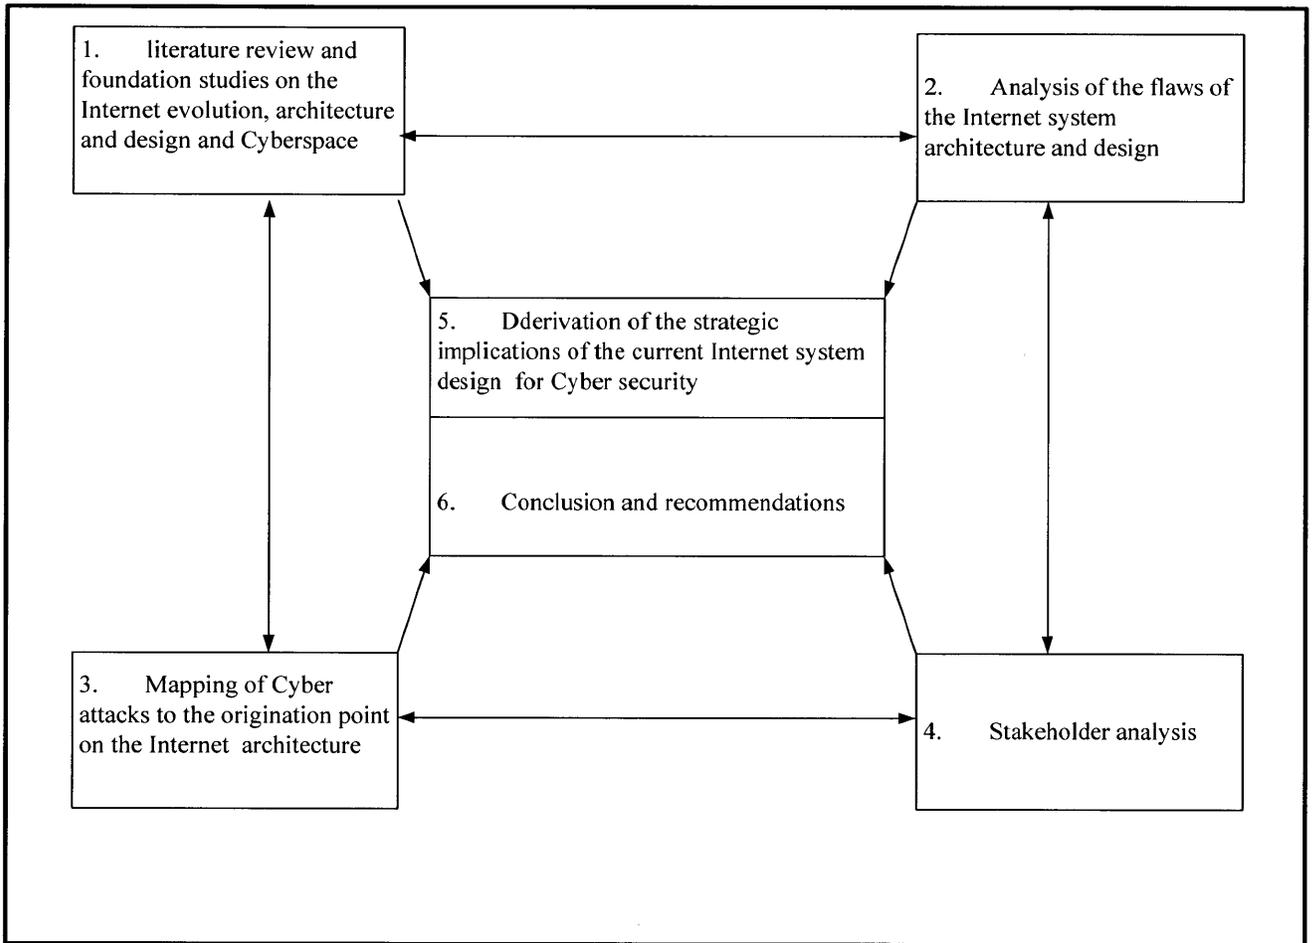 1. literature review and
foundation studies on the
Internet evolution, architecture
and design and Cyberspace
2. Analysis of the flaws of
the Internet system
architecture and design
5. Dderivation of the strategic
implications of the current Internet system
design for Cyber security
6. Conclusion and recommendations
3. Mapping of Cyber
attacks to the origination point
on the Internet architecture
4. Stakeholder analysis